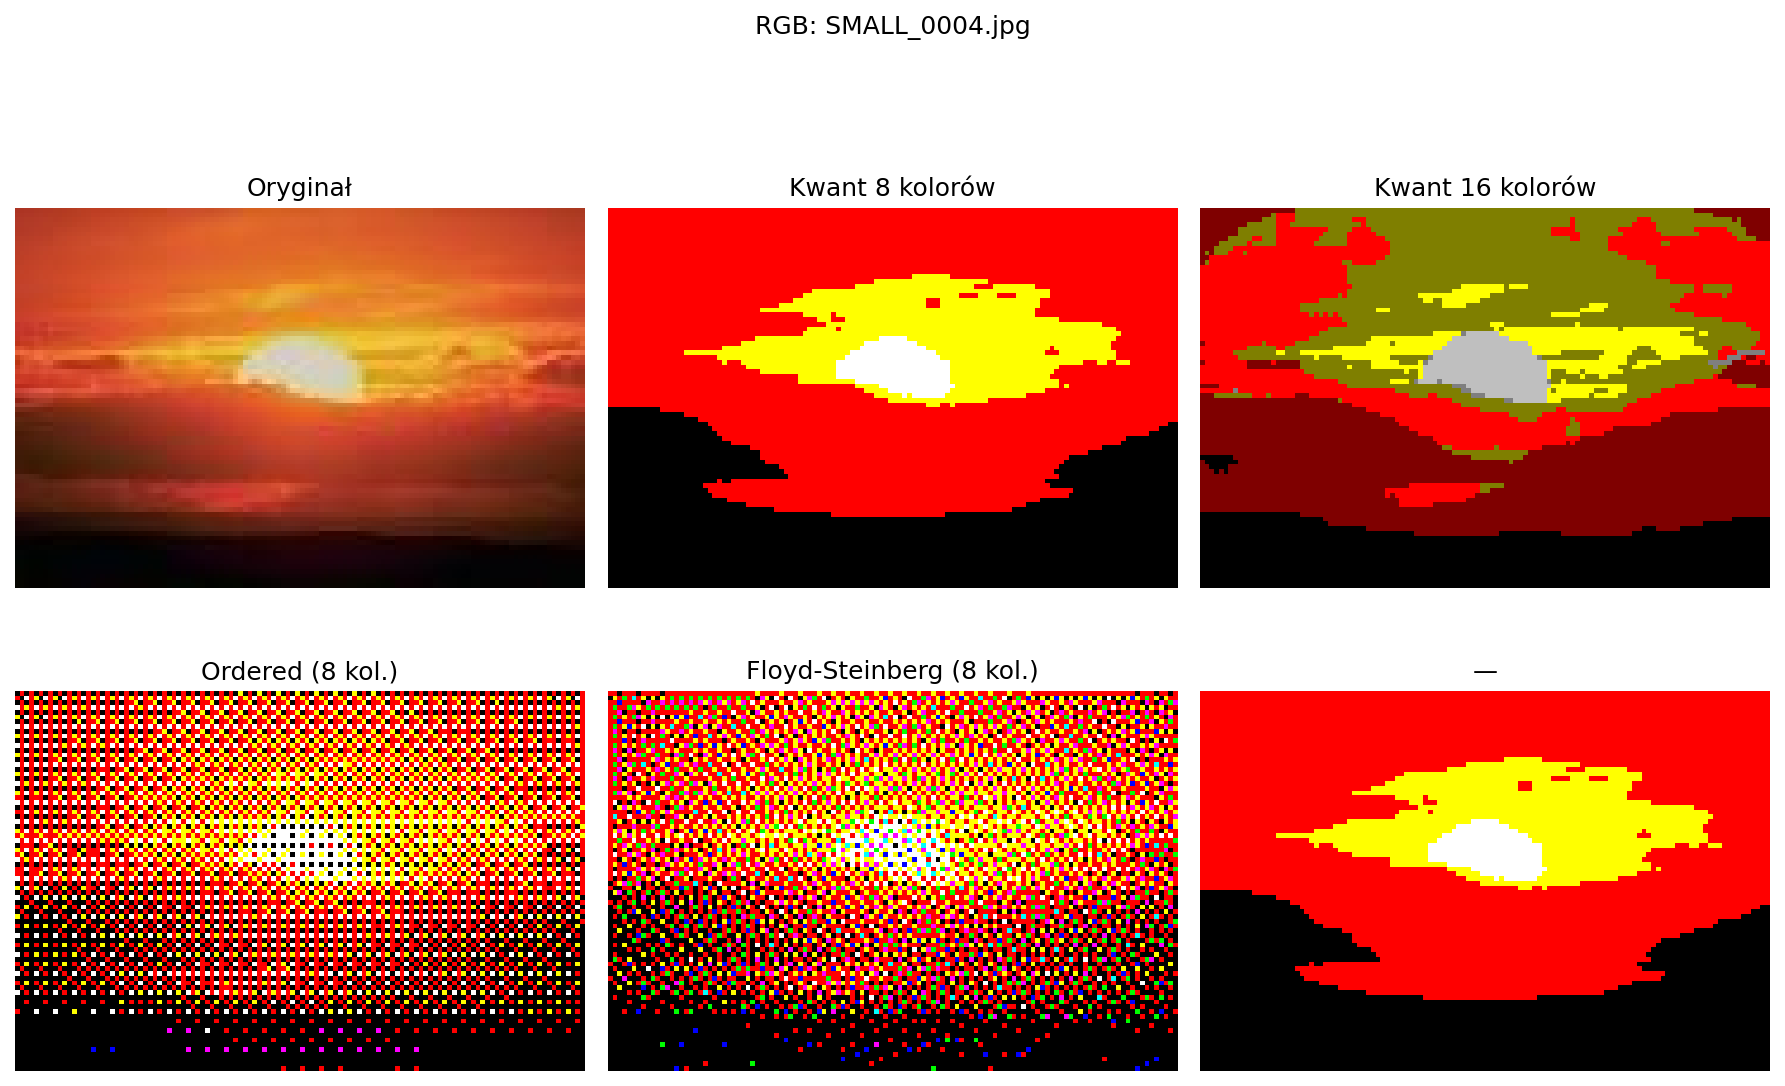 RGB: SMALL_0004.jpg
Oryginał
Kwant 8 kolorów
Kwant 16 kolorów
Ordered (8 kol.)
Floyd-Steinberg (8 kol.)
—